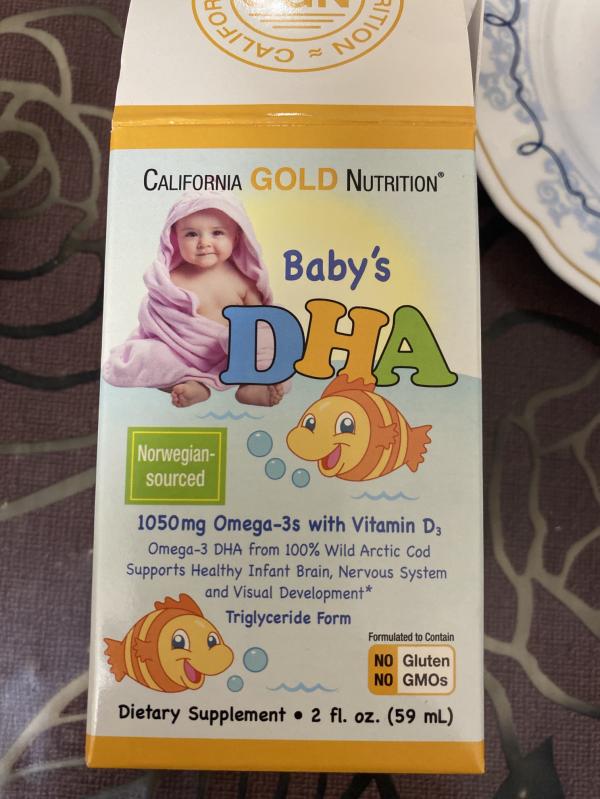 CALIFORNIA GOLD NUTRITION®
Baby's
DHA
Norwegian-
sourced
1050mg Omega-3s with Vitamin D₃
Omega-3 DHA from 100% Wild Arctic Cod
Supports Healthy Infant Brain, Nervous System
and Visual Development*
Triglyceride Form
Formulated to Contain
NO Gluten
NO GMOs
Dietary Supplement • 2 fl. oz. (59 mL)